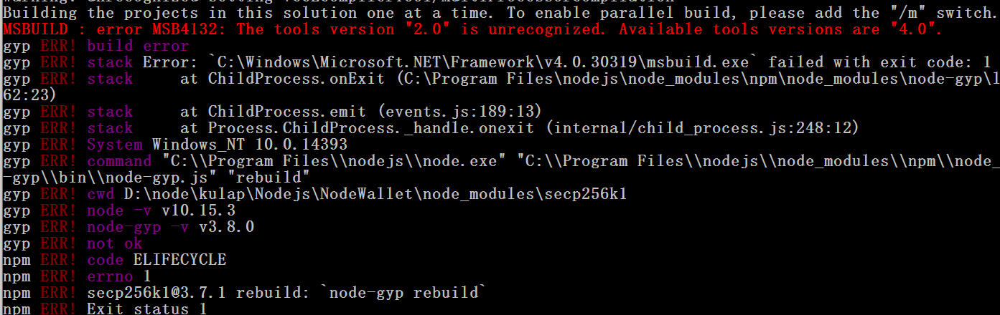 Building the projects in this solution one at a time. To enable parallel build, please add the "/m" switch.
MSBUILD : error MSB4132: The tools version "2.0" is unrecognized. Available tools versions are "4.0".
gyp ERR! build error
gyp ERR! stack Error: `C:\Windows\Microsoft.NET\Framework\v4.0.30319\msbuild.exe` failed with exit code: 1
gyp ERR! stack     at ChildProcess.onExit (C:\Program Files\nodejs\node_modules\npm\node_modules\node-gyp\l
62:23)
gyp ERR! stack     at ChildProcess.emit (events.js:189:13)
gyp ERR! stack     at Process.ChildProcess._handle.onexit (internal/child_process.js:248:12)
gyp ERR! System Windows_NT 10.0.14393
gyp ERR! command "C:\\Program Files\\nodejs\\node.exe" "C:\\Program Files\\nodejs\\node_modules\\npm\\node_
-gyp\\bin\\node-gyp.js" "rebuild"
gyp ERR! cwd D:\node\kulap\Nodejs\NodeWallet\node_modules\secp256k1
gyp ERR! node -v v10.15.3
gyp ERR! node-gyp -v v3.8.0
gyp ERR! not ok
npm ERR! code ELIFECYCLE
npm ERR! errno 1
npm ERR! secp256k1@3.7.1 rebuild: `node-gyp rebuild`
npm ERR! Exit status 1